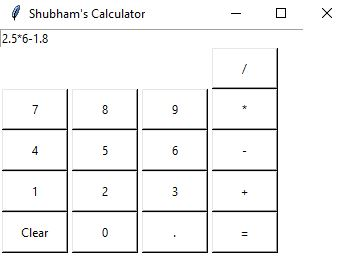 Shubham's Calculator
2.5*6-1.8
/
7 8 9 *
4 5 6 -
1 2 3 +
Clear 0 . =